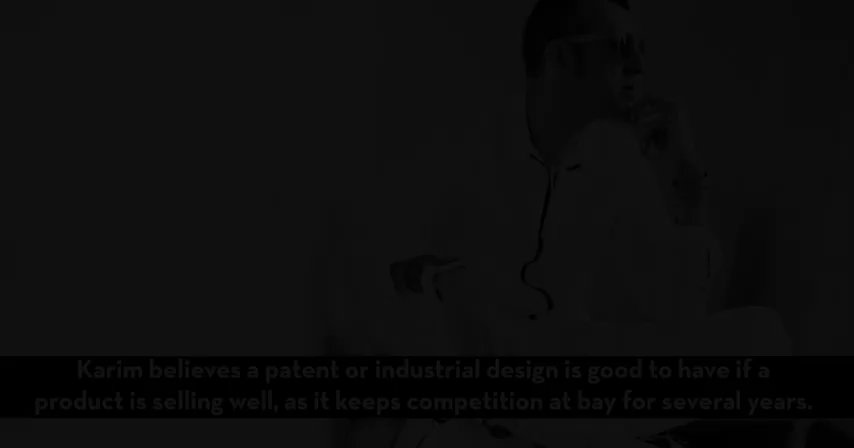 Karim believes a patent or industrial design is good to have if a
product is selling well, as it keeps competition at bay for several years.